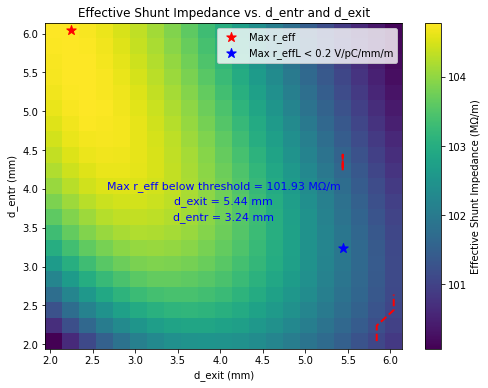 Effective Shunt Impedance vs. d_entr and d_exit
Max r_eff
Max r_effL < 0.2 V/pC/mm/m
6.0
5.5
5.0
4.5
4.0
3.5
3.0
2.5
2.0
d_entr (mm)
Max r_eff below threshold = 101.93 MΩ/m
d_exit = 5.44 mm
d_entr = 3.24 mm
2.0
2.5
3.0
3.5
4.0
4.5
5.0
5.5
6.0
d_exit (mm)
104
103
102
101
Effective Shunt Impedance (MΩ/m)